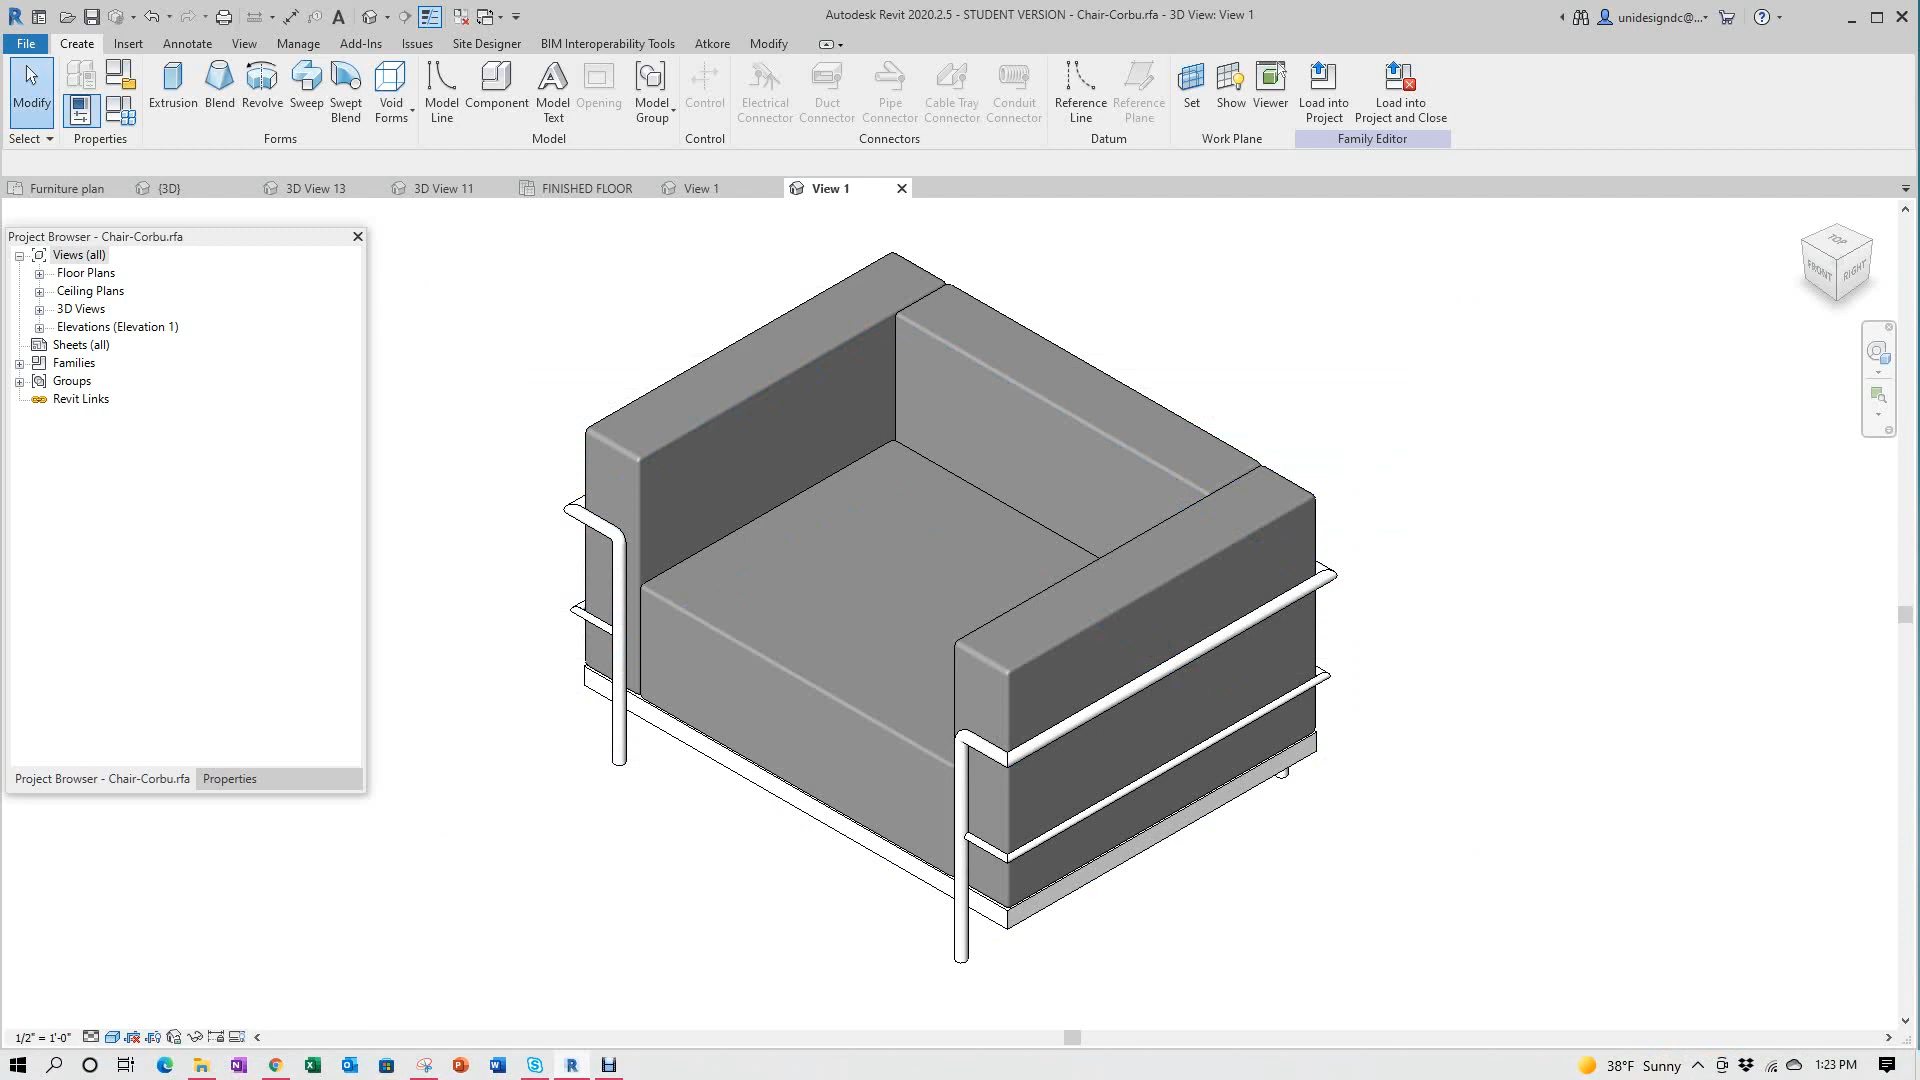 Autodesk Revit 2020.2.5 - STUDENT VERSION - Chair-Corbu.rfa - 3D View: View 1
unidesigndc@...
File Create Insert Annotate View Manage Add-Ins Issues Site Designer BIM Interoperability Tools Atkore Modify
Modify Extrusion Blend Revolve Sweep Swept Blend Void Forms Model Line Component Model Text Opening Model Group Control Electrical Connector Duct Connector Pipe Connector Cable Tray Connector Conduit Connector Reference Line Reference Plane Set Show Viewer Load into Project Load into Project and Close
Select Properties Forms Model Control Connectors Datum Work Plane Family Editor
Furniture plan {3D} 3D View 13 3D View 11 FINISHED FLOOR View 1 View 1
Project Browser - Chair-Corbu.rfa
Views (all)
Floor Plans
Ceiling Plans
3D Views
Elevations (Elevation 1)
Sheets (all)
Families
Groups
Revit Links
Project Browser - Chair-Corbu.rfa Properties
TOP
FRONT RIGHT
1/2" = 1'-0"
38°F Sunny 1:23 PM